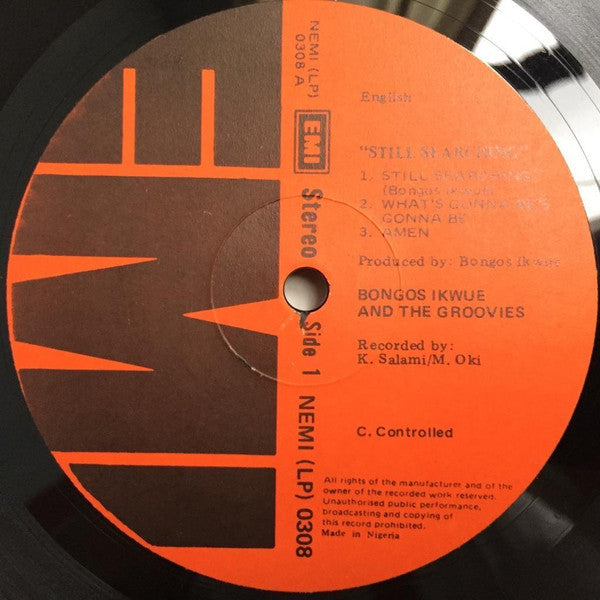 NEMI (LP)
0308 A
EMI
Stereo
Side 1
NEMI (LP) 0308
English
"STILL SEARCHING"
1. STILL SEARCHING
(Bongos ikwue)
2. WHAT'S GONNA BE'S
GONNA BE
3. AMEN
Produced by: Bongos Ikwue
BONGOS IKWUE
AND THE GROOVIES
Recorded by:
K. Salami/M. Oki
C. Controlled
All rights of the manufacturer and of the
owner of the recorded work reserved.
Unauthorised public performance,
broadcasting and copying of
this record prohibited.
Made in Nigeria
EMI